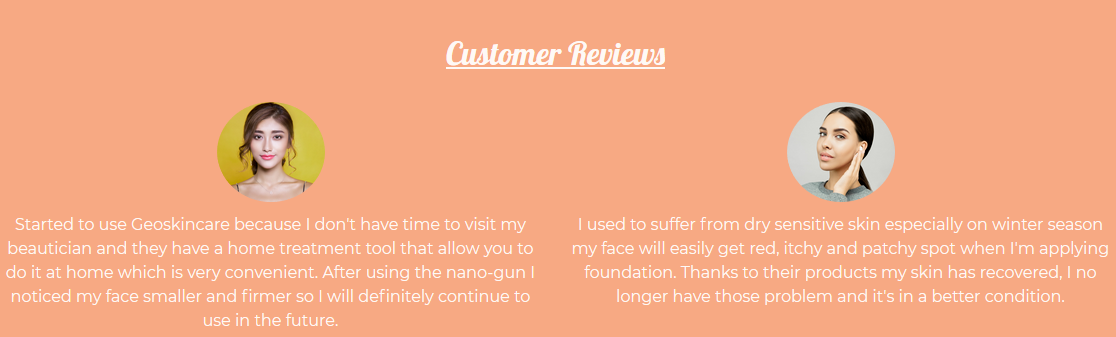 Customer Reviews
Started to use Geoskincare because I don't have time to visit my
beautician and they have a home treatment tool that allow you to
do it at home which is very convenient. After using the nano-gun I
noticed my face smaller and firmer so I will definitely continue to
use in the future.
I used to suffer from dry sensitive skin especially on winter season
my face will easily get red, itchy and patchy spot when I'm applying
foundation. Thanks to their products my skin has recovered, I no
longer have those problem and it's in a better condition.